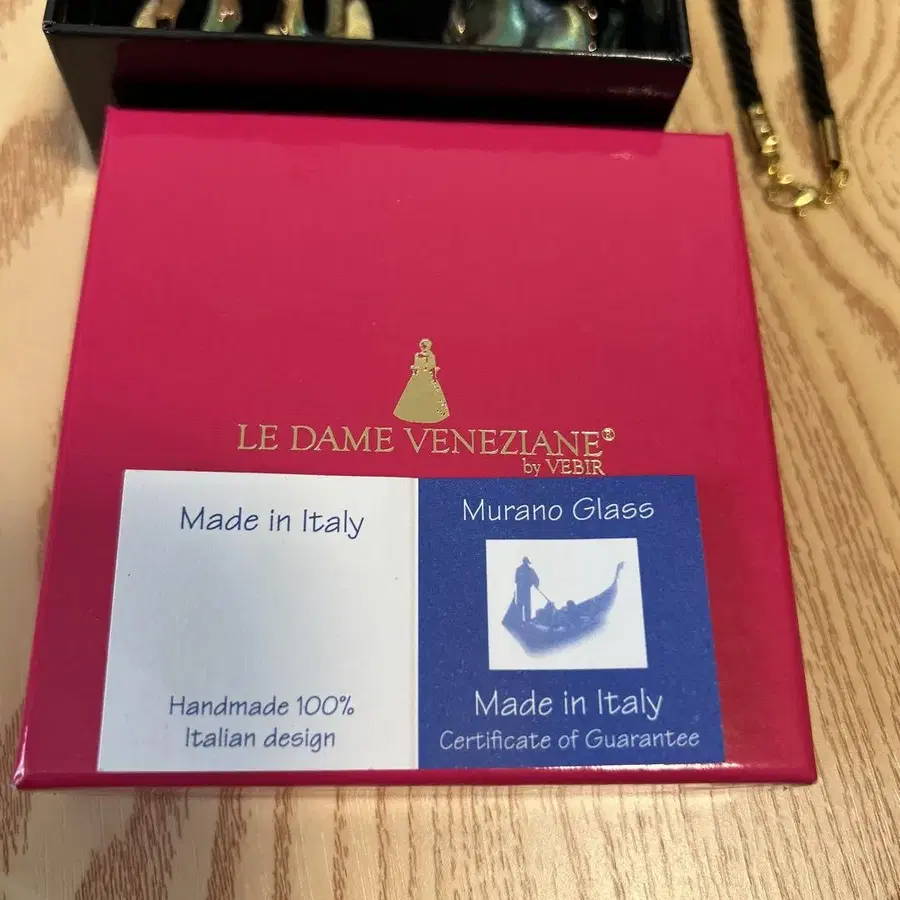 LE DAME VENEZIANE®
by VEBIR
Made in Italy
Handmade 100%
Italian design
Murano Glass
Made in Italy
Certificate of Guarantee